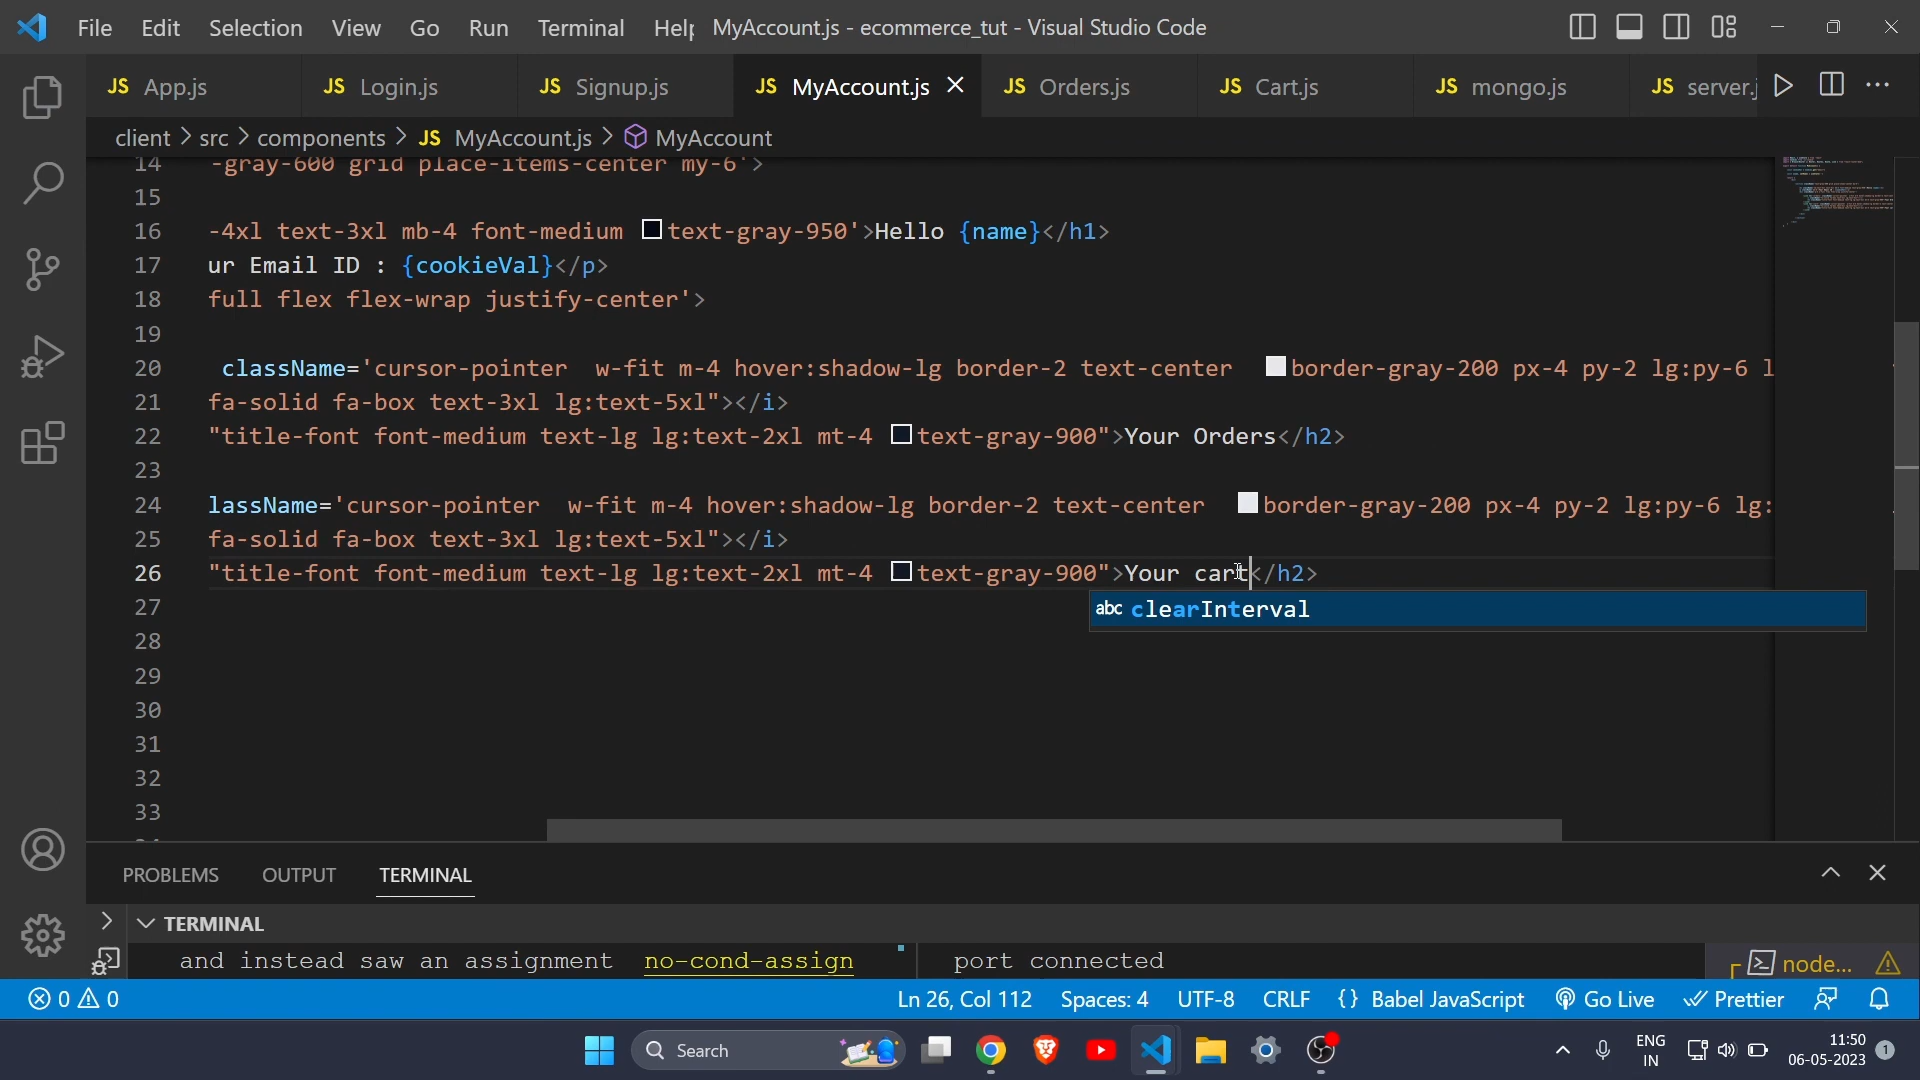 File Edit Selection View Go Run Terminal Help MyAccount.js - ecommerce_tut - Visual Studio Code
JS App.js JS Login.js JS Signup.js JS MyAccount.js JS Orders.js JS Cart.js JS mongo.js JS server.j
client > src > components > JS MyAccount.js > MyAccount
14 -gray-600 grid place-items-center my-6'>
15
16 -4xl text-3xl mb-4 font-medium text-gray-950'>Hello {name}</h1>
17 ur Email ID : {cookieVal}</p>
18 full flex flex-wrap justify-center'>
19
20 className='cursor-pointer  w-fit m-4 hover:shadow-lg border-2 text-center  border-gray-200 px-4 py-2 lg:py-6 l
21 fa-solid fa-box text-3xl lg:text-5xl"></i>
22 "title-font font-medium text-lg lg:text-2xl mt-4 text-gray-900">Your Orders</h2>
23
24 lassName='cursor-pointer  w-fit m-4 hover:shadow-lg border-2 text-center  border-gray-200 px-4 py-2 lg:py-6 lg:
25 fa-solid fa-box text-3xl lg:text-5xl"></i>
26 "title-font font-medium text-lg lg:text-2xl mt-4 text-gray-900">Your cart</h2>
27
abc clearInterval
28
29
30
31
32
33
PROBLEMS OUTPUT TERMINAL
TERMINAL
and instead saw an assignment no-cond-assign port connected node...
0 0 Ln 26, Col 112 Spaces: 4 UTF-8 CRLF {} Babel JavaScript Go Live Prettier
Search ENG IN 11:50 06-05-2023 1